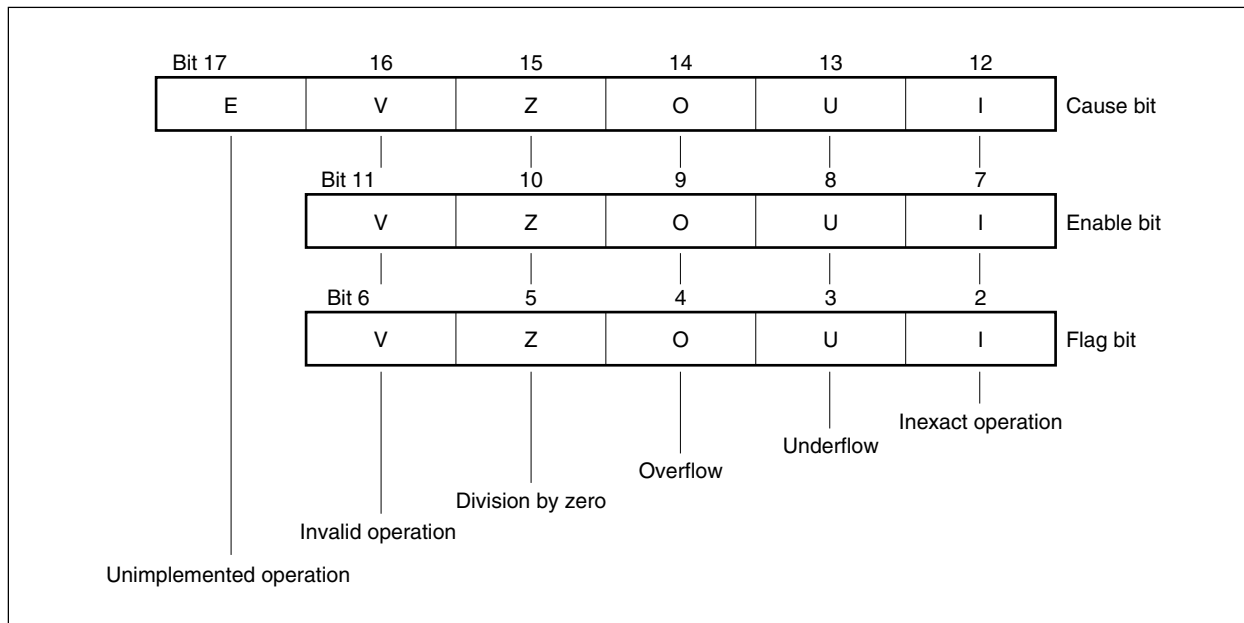 Bit 17 16 15 14 13 12
E V Z O U I Cause bit
Bit 11 10 9 8 7
V Z O U I Enable bit
Bit 6 5 4 3 2
V Z O U I Flag bit
Inexact operation
Underflow
Overflow
Division by zero
Invalid operation
Unimplemented operation